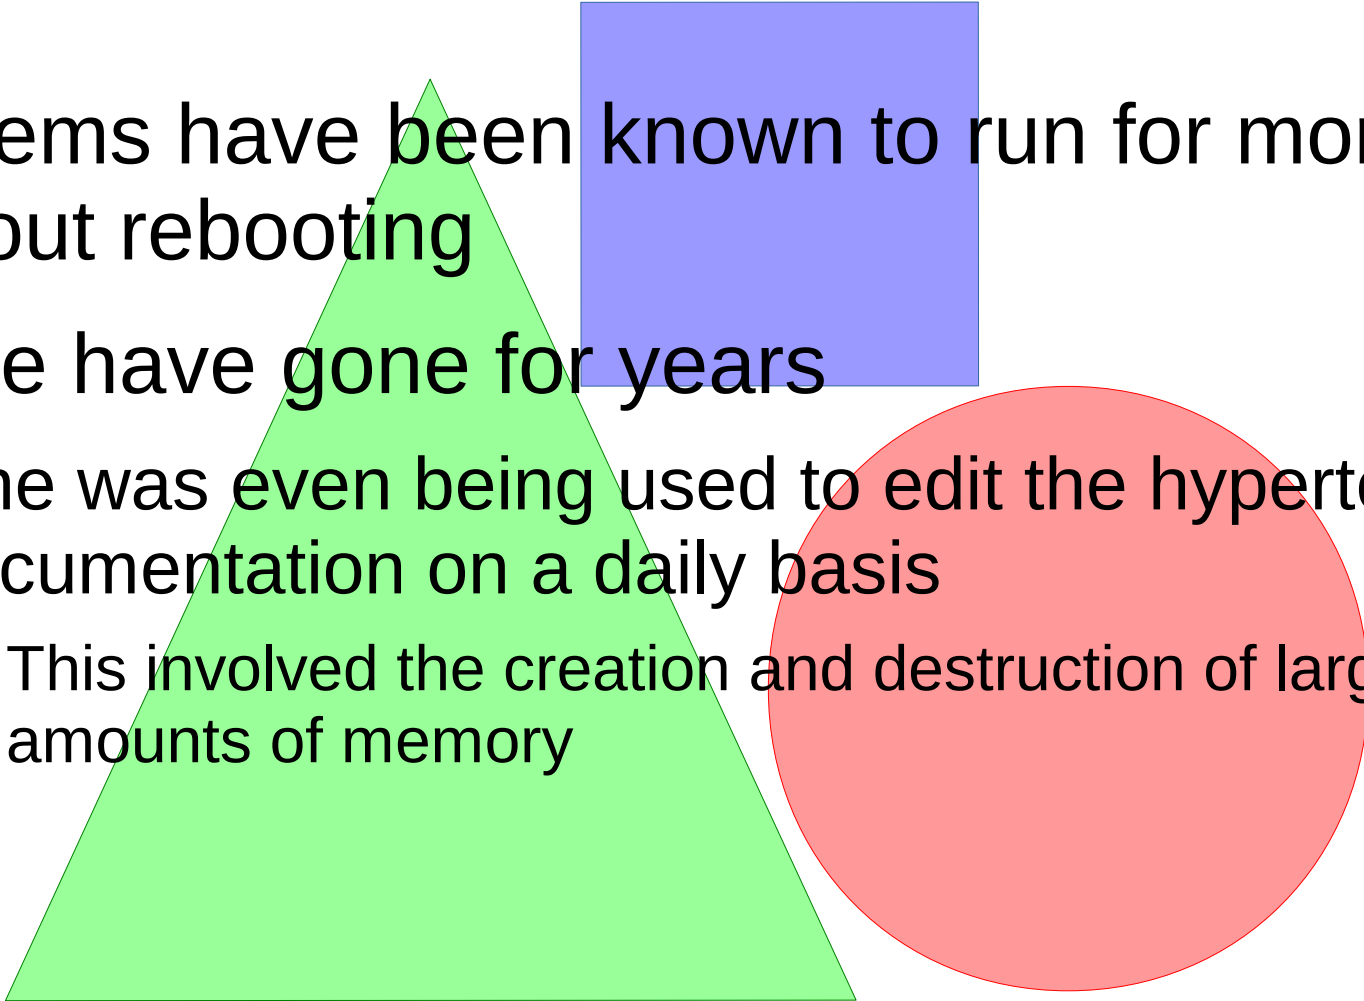 ems have been known to run for mor
out rebooting
e have gone for years
ne was even being used to edit the hyperte
cumentation on a daily basis
This involved the creation and destruction of larg
amounts of memory